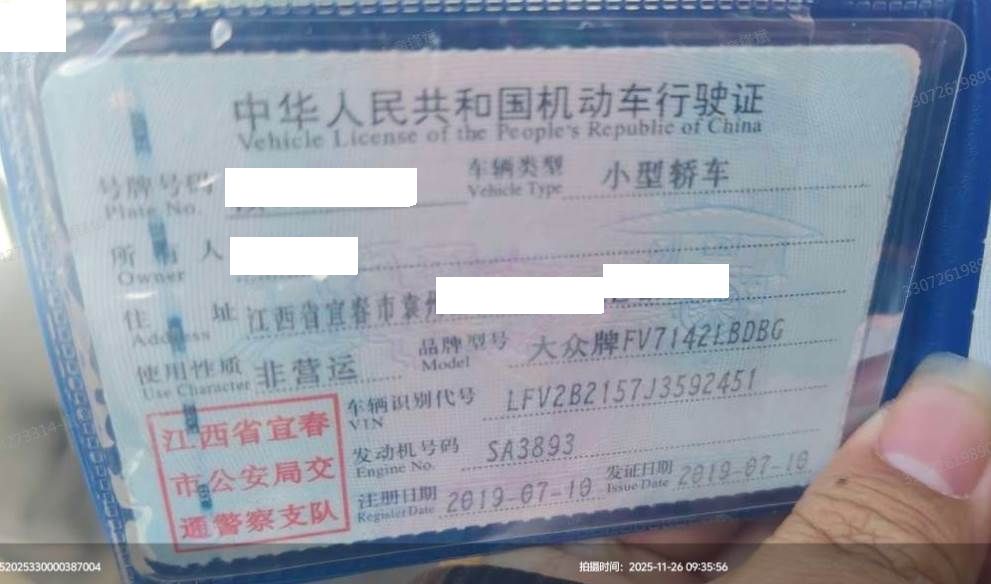 中华人民共和国机动车行驶证
Vehicle License of the People's Republic of China
号牌号码
Plate No.
车辆类型 小型轿车
Vehicle Type
所 人
Owner
住 址 江西省宜春市袁州
Address
使用性质 非营运
Use Character
品牌型号 大众牌FV7142LBDBG
Model
车辆识别代号 LFV2B2157J3592451
VIN
发动机号码 SA3893
Engine No.
注册日期 2019-07-10
Register Date
发证日期 2019-07-10
Issue Date
江西省宜春
市公安局交
通警察支队
52025330000387004
拍摄时间：2025-11-26 09:35:56